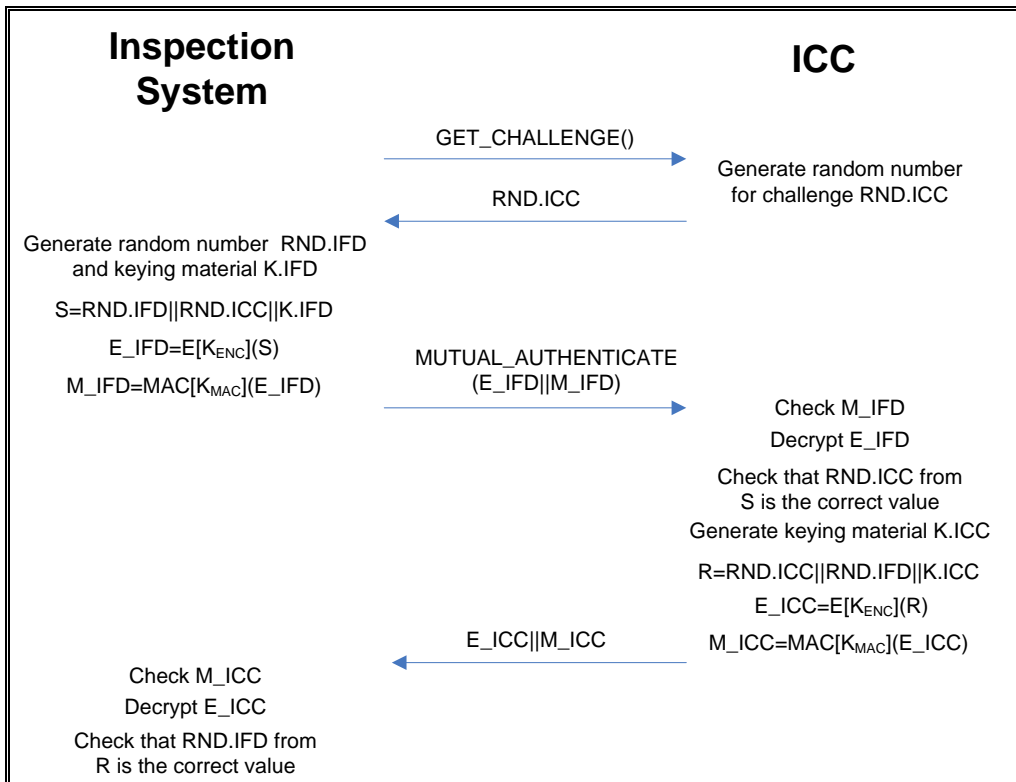 Inspection
System
ICC
GET_CHALLENGE()
Generate random number
for challenge RND.ICC
RND.ICC
Generate random number RND.IFD
and keying material K.IFD
S=RND.IFD||RND.ICC||K.IFD
E_IFD=E[KENC](S)
M_IFD=MAC[KMAC](E_IFD)
MUTUAL_AUTHENTICATE
(E_IFD||M_IFD)
Check M_IFD
Decrypt E_IFD
Check that RND.ICC from
S is the correct value
Generate keying material K.ICC
R=RND.ICC||RND.IFD||K.ICC
E_ICC=E[KENC](R)
M_ICC=MAC[KMAC](E_ICC)
E_ICC||M_ICC
Check M_ICC
Decrypt E_ICC
Check that RND.IFD from
R is the correct value